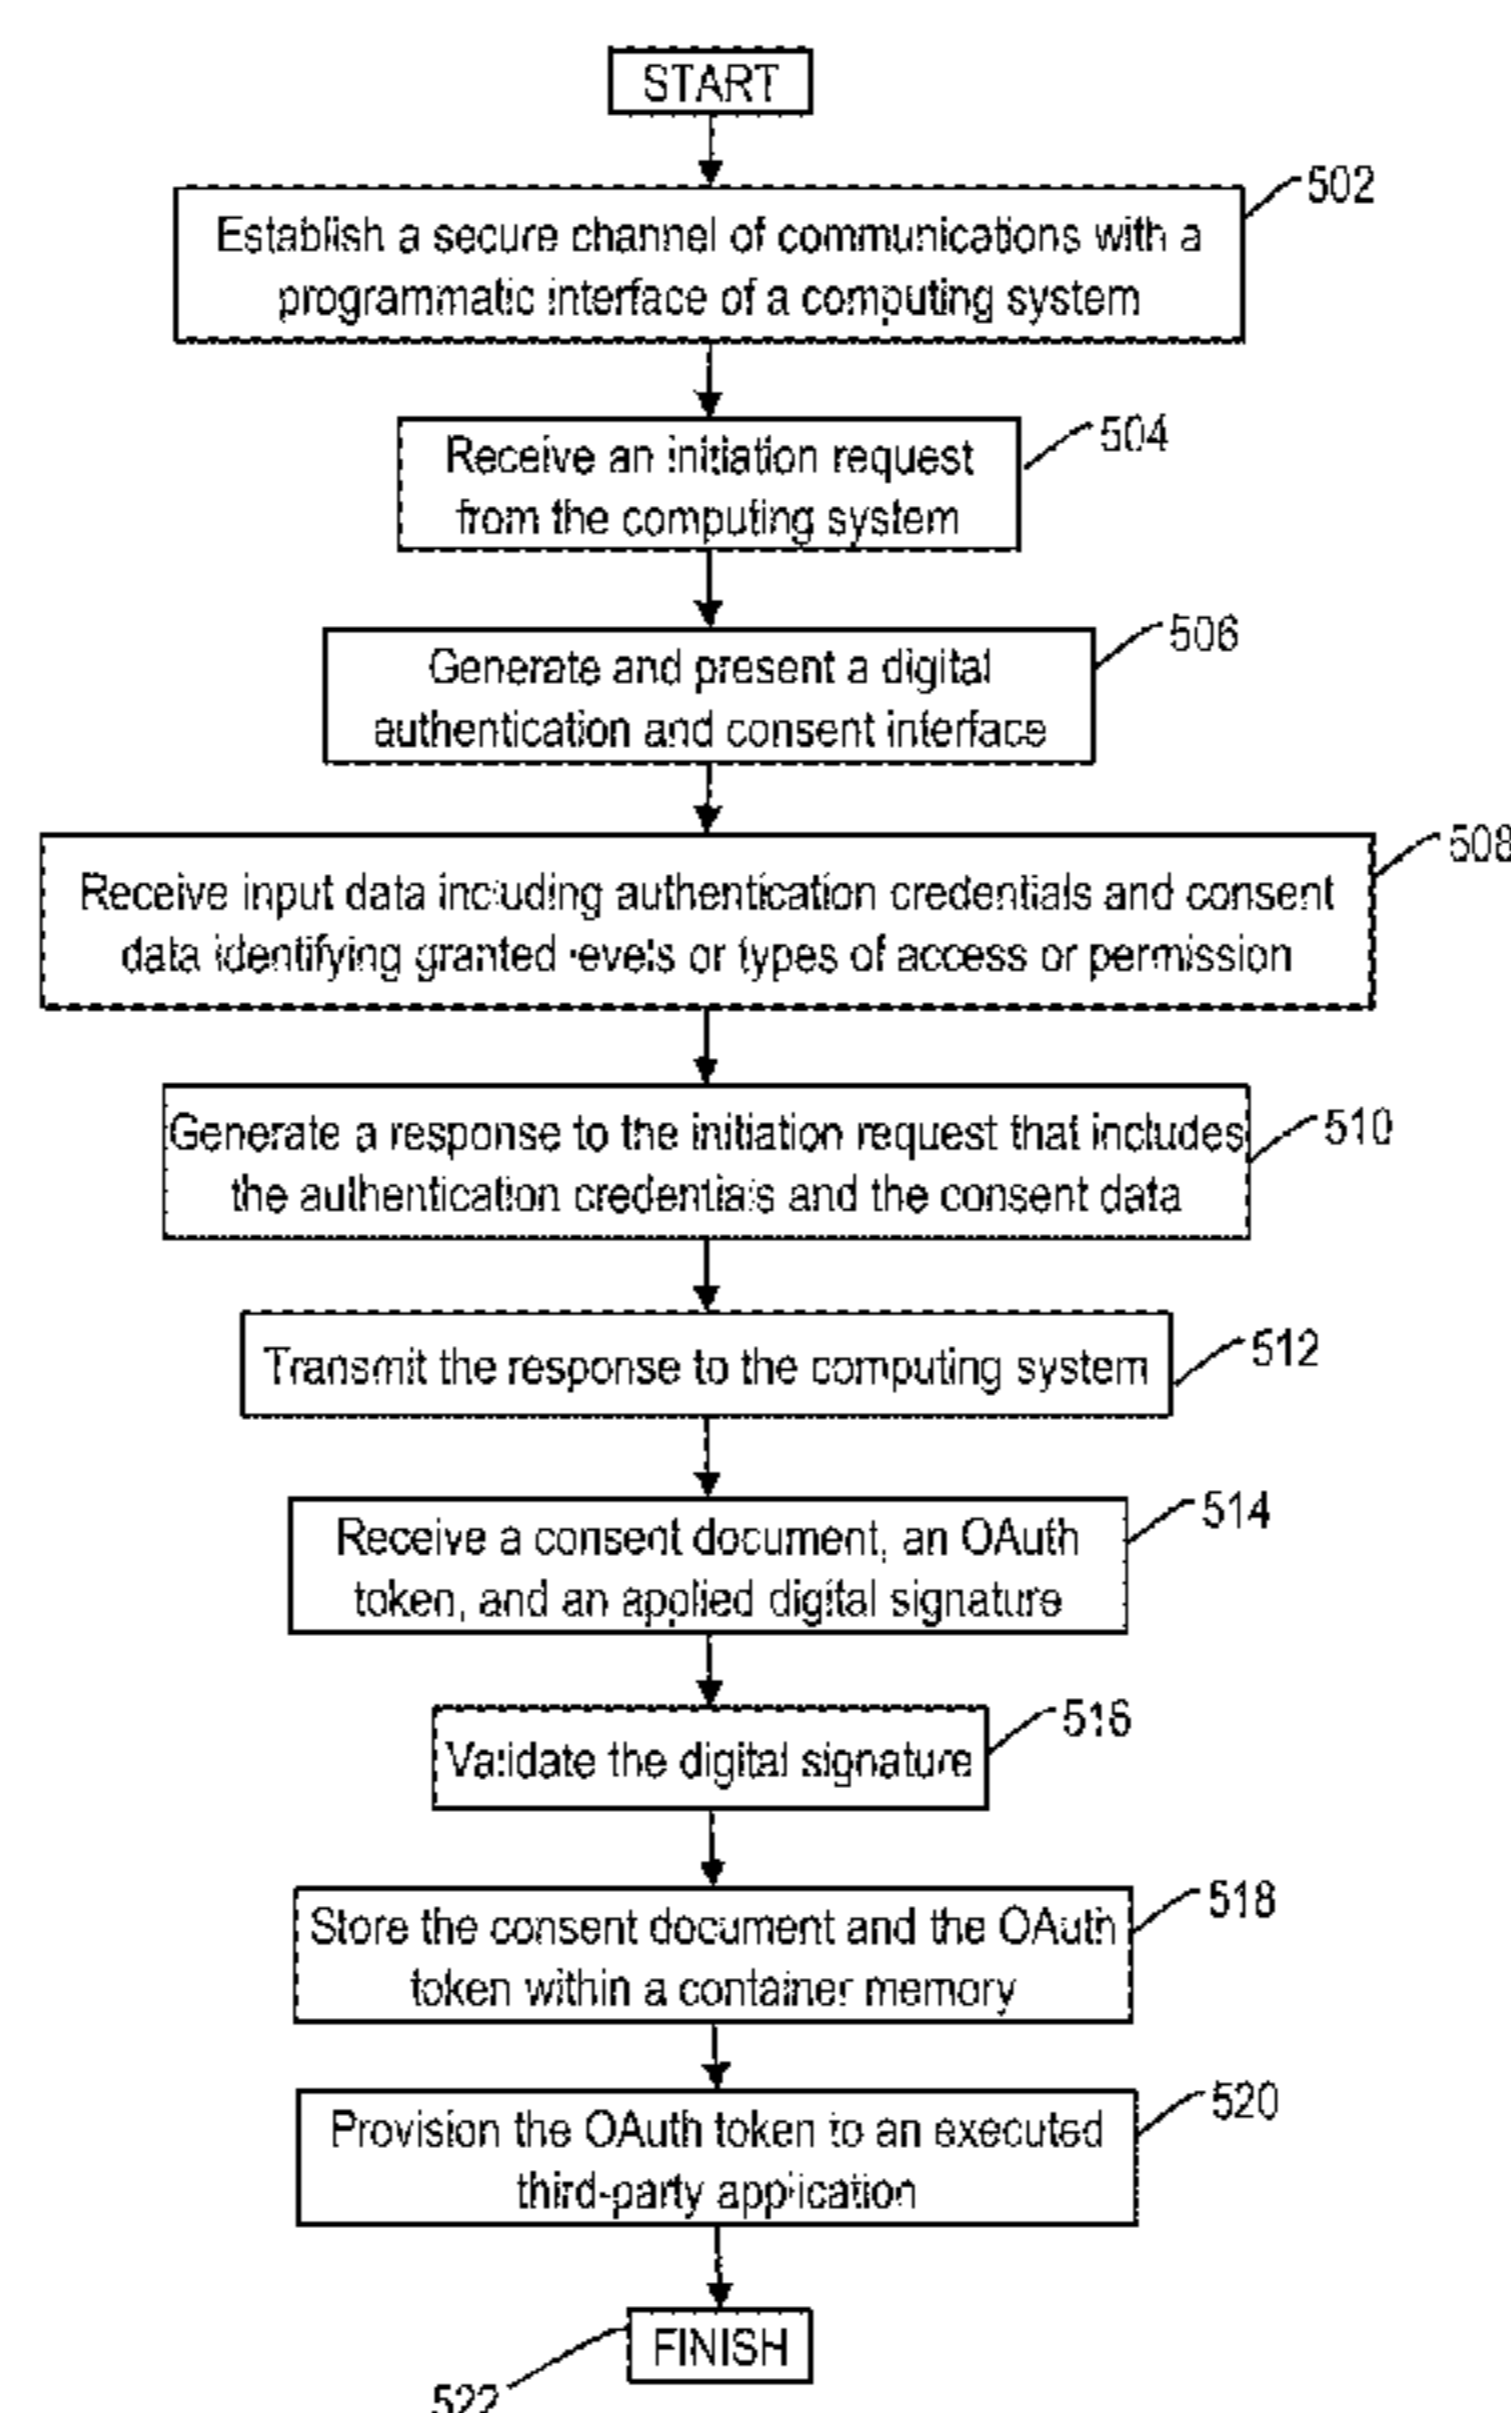 START
502
Establish a secure channel of communications with a
programmatic interface of a computing system
504
Receive an initiation request
from the computing system
506
Generate and present a digital
authentication and consent interface
508
Receive input data including authentication credentials and consent
data identifying granted levels or types of access or permission
510
Generate a response to the initiation request that includes
the authentication credentials and the consent data
512
Transmit the response to the computing system
514
Receive a consent document, an OAuth
token, and an applied digital signature
516
Validate the digital signature
518
Store the consent document and the OAuth
token within a container memory
520
Provision the OAuth token to an executed
third-party application
FINISH
522